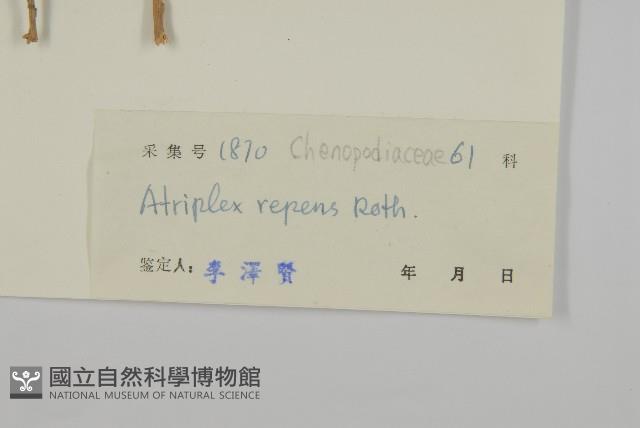 采集号 1870 Chenopodiaceae 61 科
Atriplex repens Roth.
鉴定人: 李澤賢 年 月 日
國立自然科學博物館
NATIONAL MUSEUM OF NATURAL SCIENCE